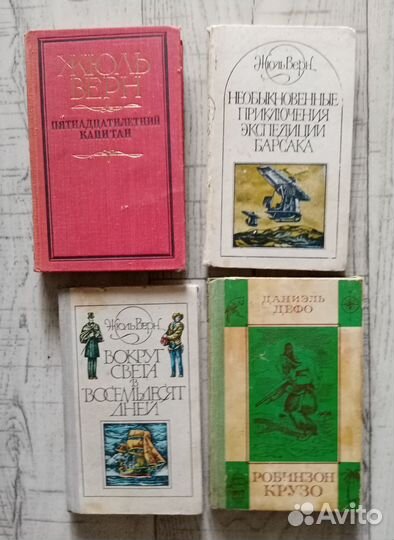 ЖЮЛЬ
ВЕРН
ПЯТНАДЦАТИЛЕТНИЙ
КАПИТАН
Жюль Верн
НЕОБЫКНОВЕННЫЕ
ПРИКЛЮЧЕНИЯ
ЭКСПЕДИЦИИ
БАРСАКА
Жюль Верн
ВОКРУГ
СВЕТА
В
ВОСЕМЬДЕСЯТ
ДНЕЙ
ДАНИЭЛЬ
ДЕФО
РОБИНЗОН
КРУЗО
Avito